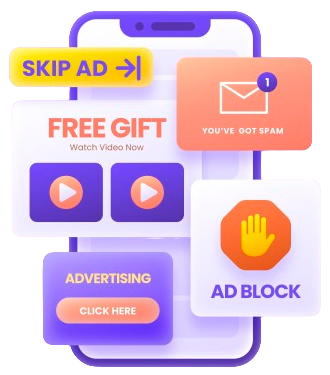 SKIP AD
1
YOU'VE GOT SPAM
FREE GIFT
Watch Video Now
AD BLOCK
ADVERTISING
CLICK HERE